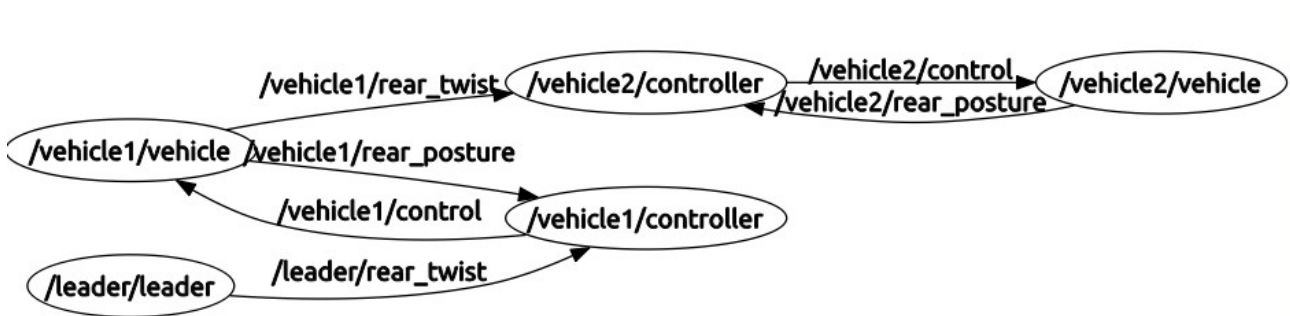 /vehicle2/control
/vehicle1/rear_twist
/vehicle2/controller
/vehicle2/vehicle
/vehicle2/rear_posture
/vehicle1/vehicle
/vehicle1/rear_posture
/vehicle1/control
/vehicle1/controller
/leader/rear_twist
/leader/leader